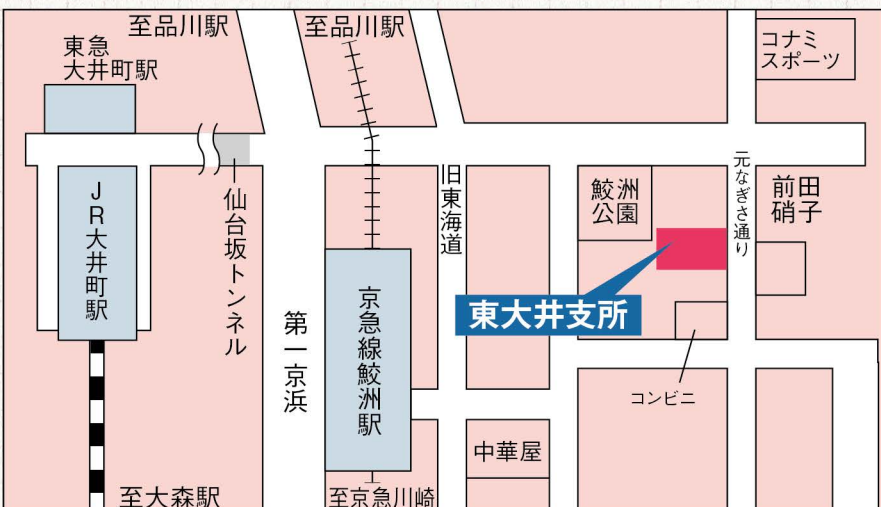 至品川駅
至品川駅
東急
大井町駅
コナミ
スポーツ
JR大井町駅
仙台坂トンネル
旧東海道
鮫洲
公園
元なぎさ通り
前田
硝子
東大井支所
第一京浜
京急線鮫洲駅
コンビニ
中華屋
至大森駅
至京急川崎